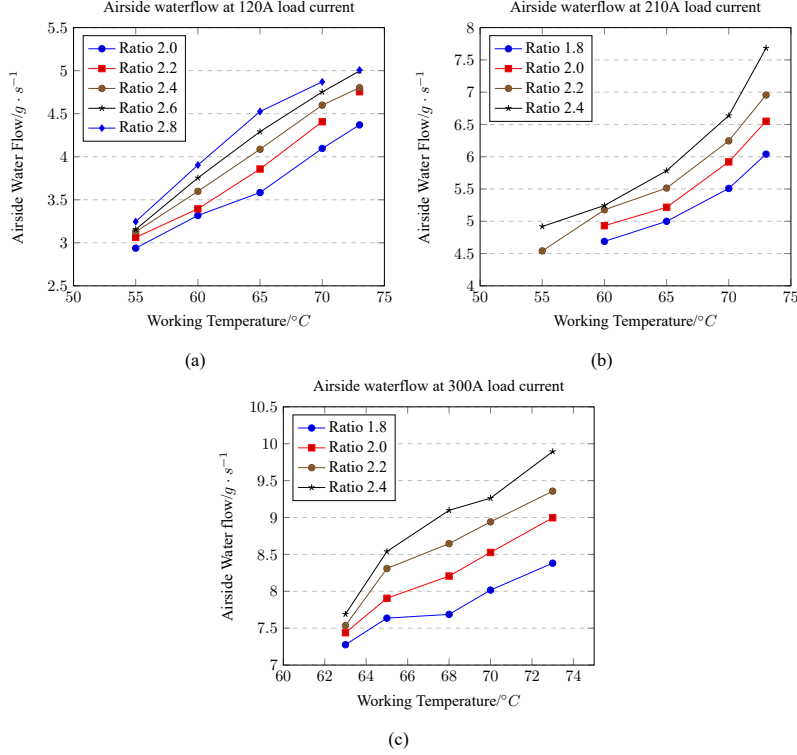 Airside waterflow at 120A load current
Airside Water Flow/g · s⁻¹
5.5
5
4.5
4
3.5
3
2.5
Ratio 2.0
Ratio 2.2
Ratio 2.4
Ratio 2.6
Ratio 2.8
50 55 60 65 70 75
Working Temperature/°C
(a)
Airside waterflow at 210A load current
Airside Water Flow/g · s⁻¹
8
7.5
7
6.5
6
5.5
5
4.5
4
Ratio 1.8
Ratio 2.0
Ratio 2.2
Ratio 2.4
50 55 60 65 70 75
Working Temperature/°C
(b)
Airside waterflow at 300A load current
Airside Water flow/g · s⁻¹
10.5
10
9.5
9
8.5
8
7.5
7
Ratio 1.8
Ratio 2.0
Ratio 2.2
Ratio 2.4
60 62 64 66 68 70 72 74
Working Temperature/°C
(c)